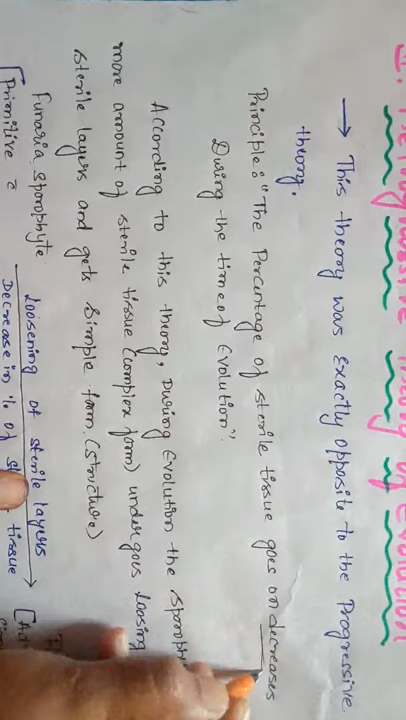 Theory of Evolution
→ This theory was exactly opposite to the Progressive
theory.
Principle: "The Percentage of sterile tissue goes on decreases
During the time of Evolution".
According to this theory, During Evolution the
more amount of sterile tissue (complex form) undergoes loosing
sterile layers and gets simple form (structure)
Funaria sporophyte. Loosening of sterile layers
[Primitive Decrease in % of tissue